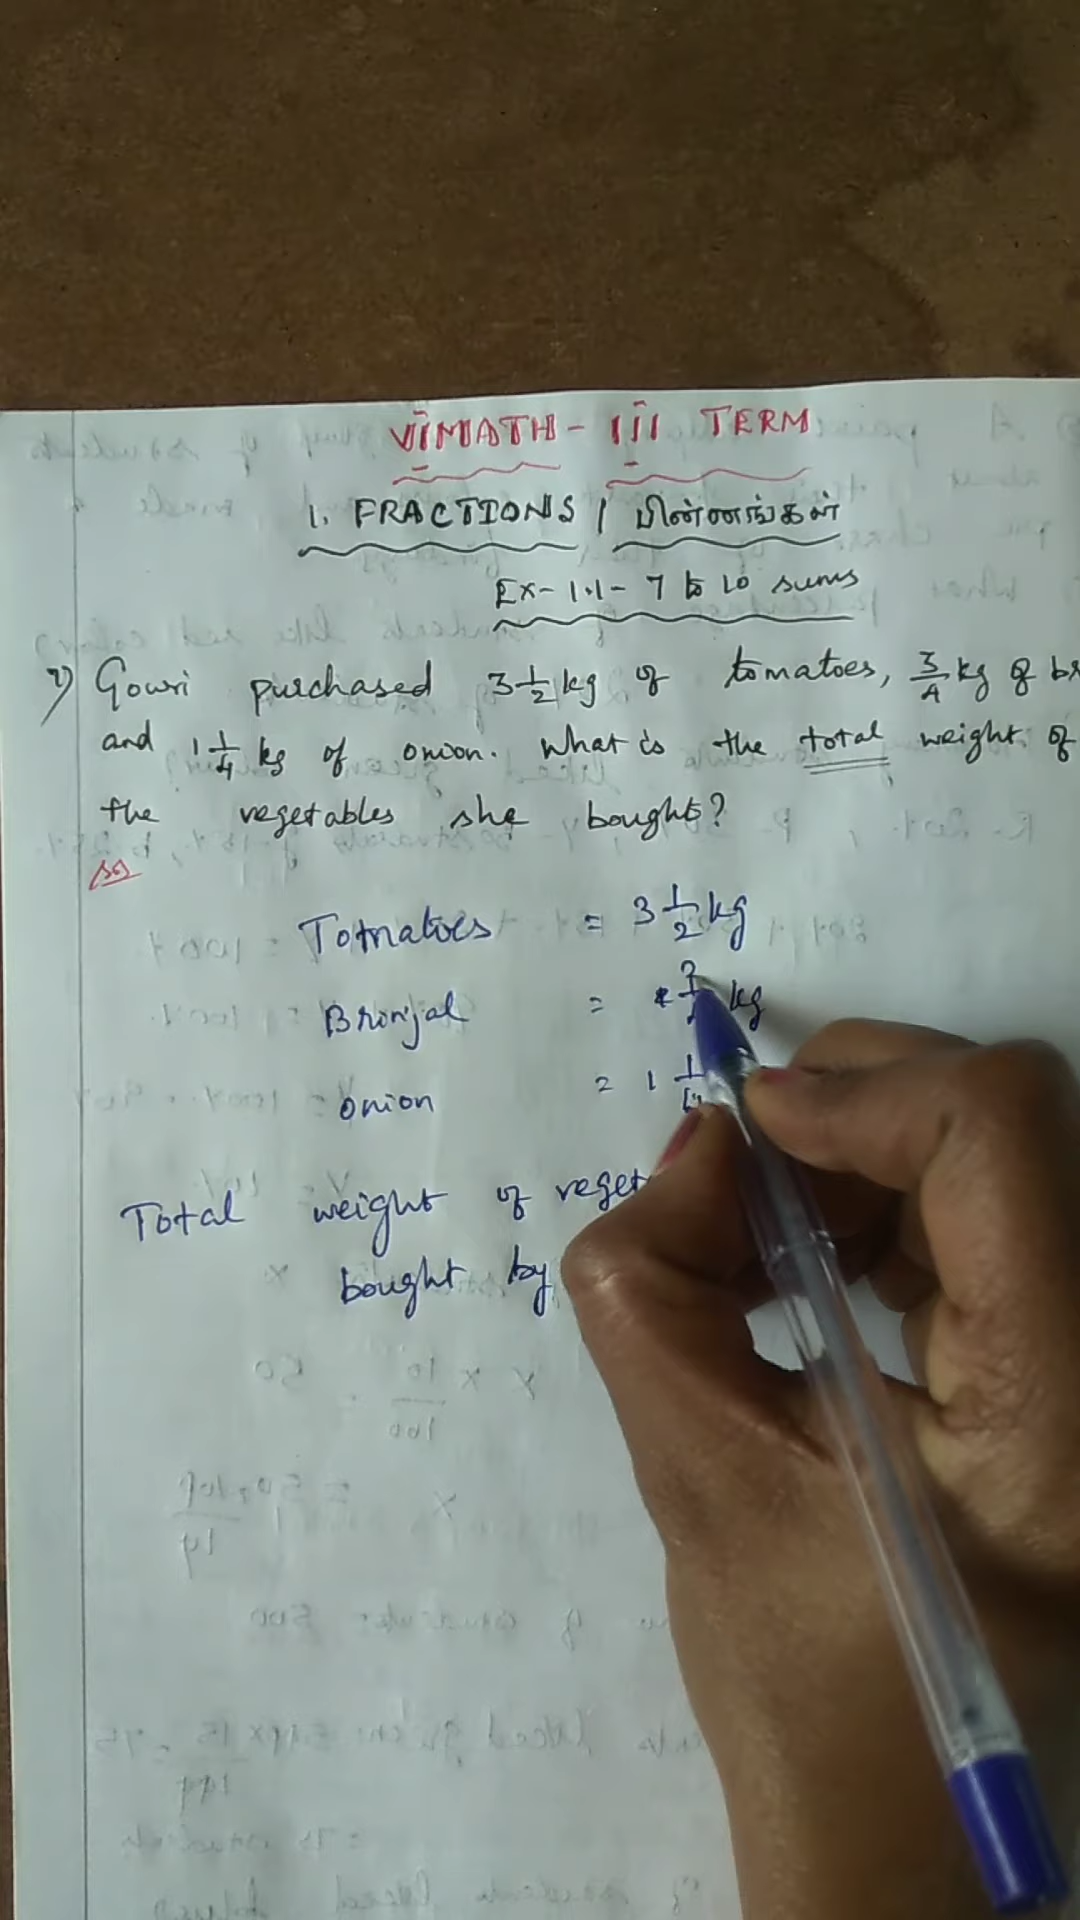 VI MATH - III TERM
1. FRACTIONS / பின்னங்கள்
Ex- 1.1 - 7 to 10 sums
7) Gowri purchased 3 1/2 kg of tomatoes, 3/4 kg of br
and 1 1/4 kg of onion. What is the total weight of
the vegetables she bought?
Tomatoes = 3 1/2 kg
Brinjal = kg
Onion = 1
Total weight of veget
bought by